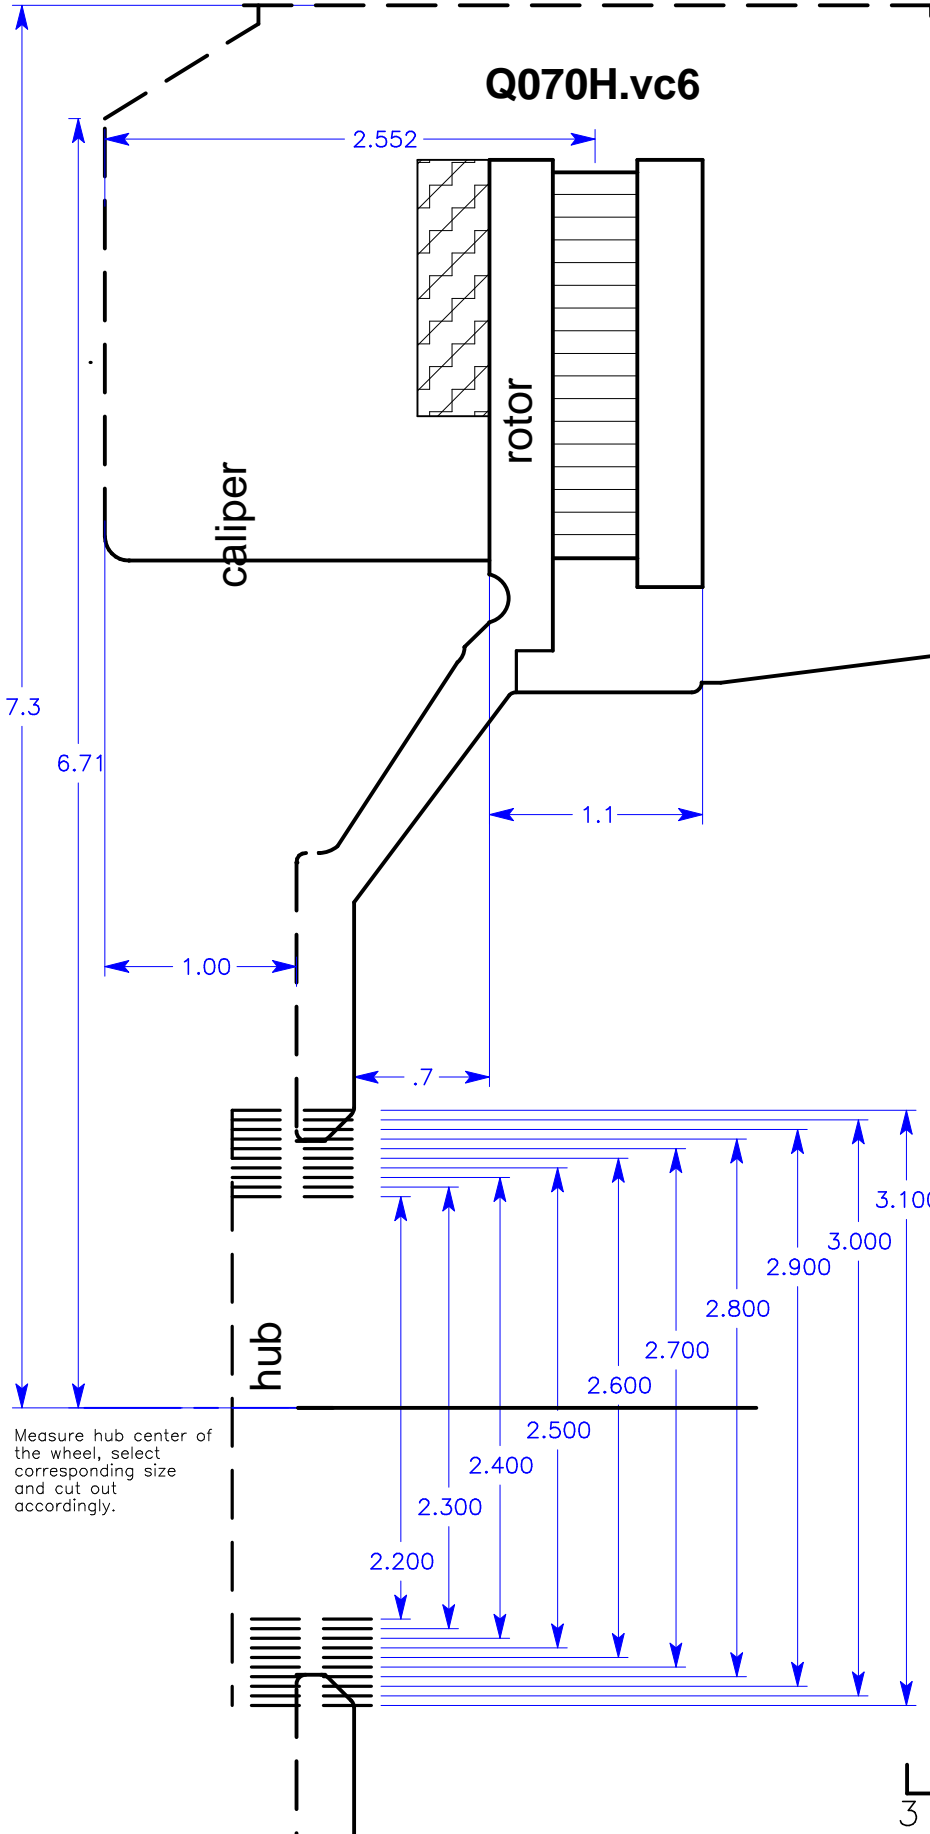 Q070H.vc6
2.552
rotor
caliper
7.3
6.71
1.1
1.00
.7
3.100
3.000
2.900
2.800
2.700
2.600
2.500
2.400
2.300
2.200
hub
Measure hub center of
the wheel, select
corresponding size
and cut out
accordingly.
3